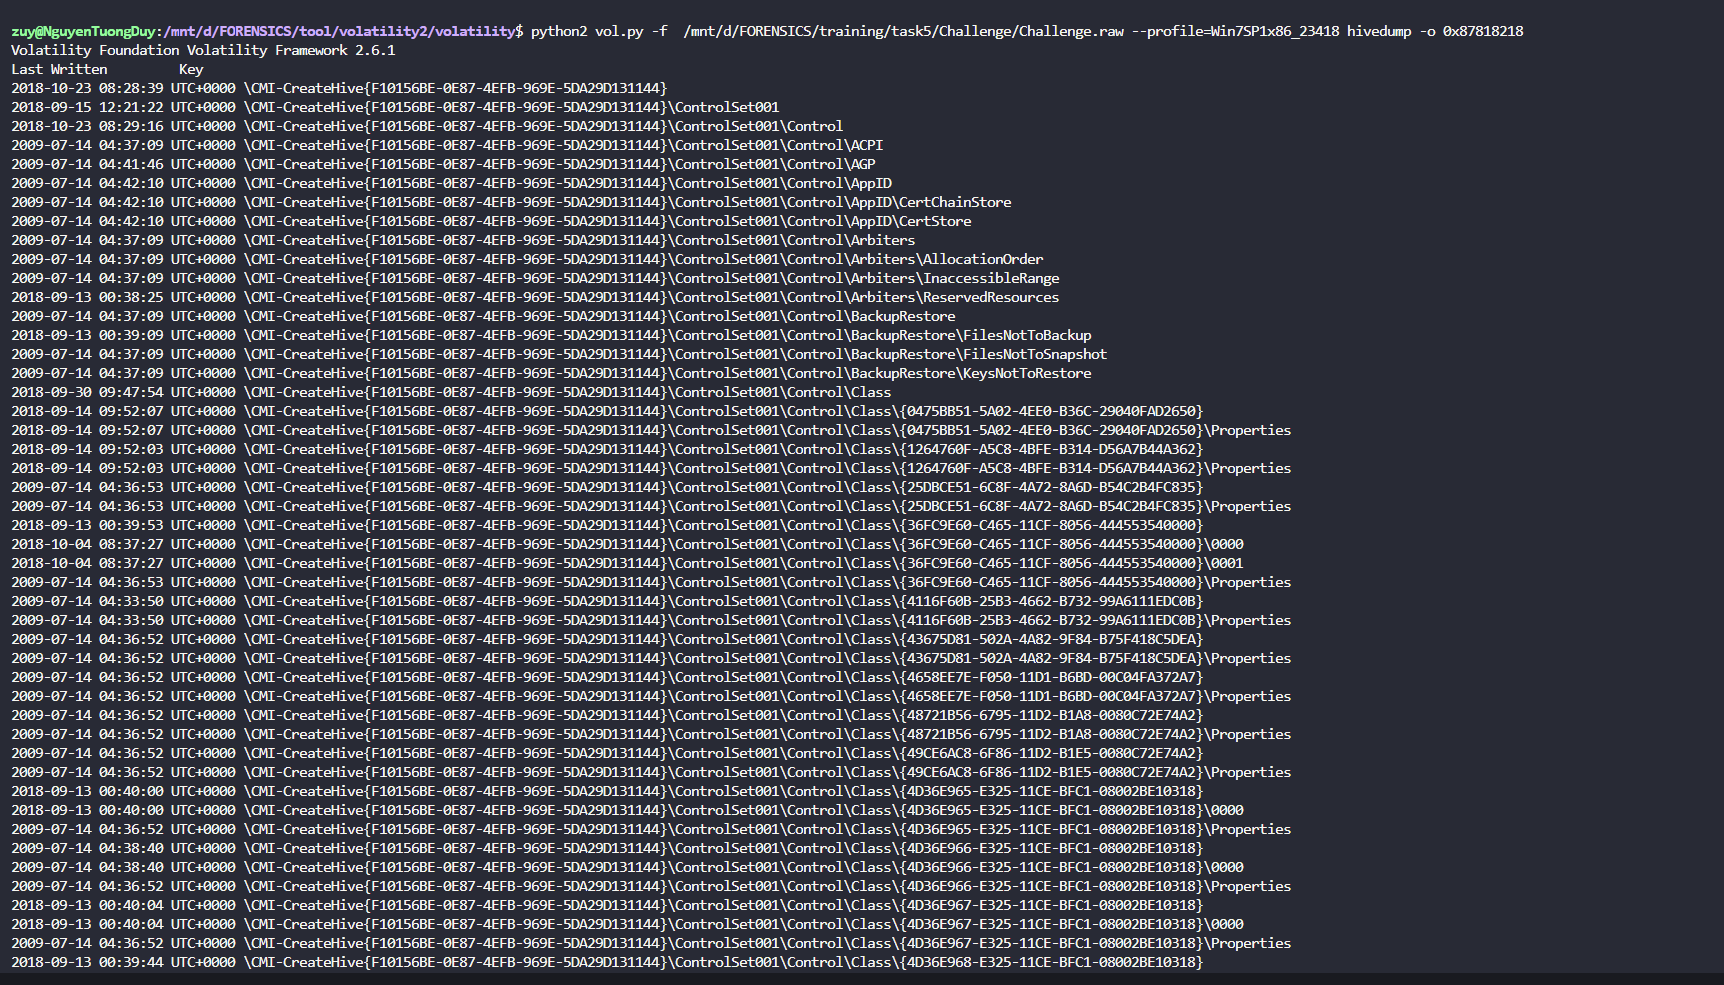 zuy@NguyenTuongDuy:/mnt/d/FORENSICS/tool/volatility2/volatility$ python2 vol.py -f  /mnt/d/FORENSICS/training/task5/Challenge/Challenge.raw --profile=Win7SP1x86_23418 hivedump -o 0x87818218
Volatility Foundation Volatility Framework 2.6.1
Last Written         Key
2018-10-23 08:28:39 UTC+0000 \CMI-CreateHive{F10156BE-0E87-4EFB-969E-5DA29D131144}
2018-09-15 12:21:22 UTC+0000 \CMI-CreateHive{F10156BE-0E87-4EFB-969E-5DA29D131144}\ControlSet001
2018-10-23 08:29:16 UTC+0000 \CMI-CreateHive{F10156BE-0E87-4EFB-969E-5DA29D131144}\ControlSet001\Control
2009-07-14 04:37:09 UTC+0000 \CMI-CreateHive{F10156BE-0E87-4EFB-969E-5DA29D131144}\ControlSet001\Control\ACPI
2009-07-14 04:41:46 UTC+0000 \CMI-CreateHive{F10156BE-0E87-4EFB-969E-5DA29D131144}\ControlSet001\Control\AGP
2009-07-14 04:42:10 UTC+0000 \CMI-CreateHive{F10156BE-0E87-4EFB-969E-5DA29D131144}\ControlSet001\Control\AppID
2009-07-14 04:42:10 UTC+0000 \CMI-CreateHive{F10156BE-0E87-4EFB-969E-5DA29D131144}\ControlSet001\Control\AppID\CertChainStore
2009-07-14 04:42:10 UTC+0000 \CMI-CreateHive{F10156BE-0E87-4EFB-969E-5DA29D131144}\ControlSet001\Control\AppID\CertStore
2009-07-14 04:37:09 UTC+0000 \CMI-CreateHive{F10156BE-0E87-4EFB-969E-5DA29D131144}\ControlSet001\Control\Arbiters
2009-07-14 04:37:09 UTC+0000 \CMI-CreateHive{F10156BE-0E87-4EFB-969E-5DA29D131144}\ControlSet001\Control\Arbiters\AllocationOrder
2009-07-14 04:37:09 UTC+0000 \CMI-CreateHive{F10156BE-0E87-4EFB-969E-5DA29D131144}\ControlSet001\Control\Arbiters\InaccessibleRange
2018-09-13 00:38:25 UTC+0000 \CMI-CreateHive{F10156BE-0E87-4EFB-969E-5DA29D131144}\ControlSet001\Control\Arbiters\ReservedResources
2009-07-14 04:37:09 UTC+0000 \CMI-CreateHive{F10156BE-0E87-4EFB-969E-5DA29D131144}\ControlSet001\Control\BackupRestore
2018-09-13 00:39:09 UTC+0000 \CMI-CreateHive{F10156BE-0E87-4EFB-969E-5DA29D131144}\ControlSet001\Control\BackupRestore\FilesNotToBackup
2009-07-14 04:37:09 UTC+0000 \CMI-CreateHive{F10156BE-0E87-4EFB-969E-5DA29D131144}\ControlSet001\Control\BackupRestore\FilesNotToSnapshot
2009-07-14 04:37:09 UTC+0000 \CMI-CreateHive{F10156BE-0E87-4EFB-969E-5DA29D131144}\ControlSet001\Control\BackupRestore\KeysNotToRestore
2018-09-30 09:47:54 UTC+0000 \CMI-CreateHive{F10156BE-0E87-4EFB-969E-5DA29D131144}\ControlSet001\Control\Class
2018-09-14 09:52:07 UTC+0000 \CMI-CreateHive{F10156BE-0E87-4EFB-969E-5DA29D131144}\ControlSet001\Control\Class\{0475BB51-5A02-4EE0-B36C-29040FAD2650}
2018-09-14 09:52:07 UTC+0000 \CMI-CreateHive{F10156BE-0E87-4EFB-969E-5DA29D131144}\ControlSet001\Control\Class\{0475BB51-5A02-4EE0-B36C-29040FAD2650}\Properties
2018-09-14 09:52:03 UTC+0000 \CMI-CreateHive{F10156BE-0E87-4EFB-969E-5DA29D131144}\ControlSet001\Control\Class\{1264760F-A5C8-4BFE-B314-D56A7B44A362}
2018-09-14 09:52:03 UTC+0000 \CMI-CreateHive{F10156BE-0E87-4EFB-969E-5DA29D131144}\ControlSet001\Control\Class\{1264760F-A5C8-4BFE-B314-D56A7B44A362}\Properties
2009-07-14 04:36:53 UTC+0000 \CMI-CreateHive{F10156BE-0E87-4EFB-969E-5DA29D131144}\ControlSet001\Control\Class\{25DBCE51-6C8F-4A72-8A6D-B54C2B4FC835}
2009-07-14 04:36:53 UTC+0000 \CMI-CreateHive{F10156BE-0E87-4EFB-969E-5DA29D131144}\ControlSet001\Control\Class\{25DBCE51-6C8F-4A72-8A6D-B54C2B4FC835}\Properties
2018-09-13 00:39:53 UTC+0000 \CMI-CreateHive{F10156BE-0E87-4EFB-969E-5DA29D131144}\ControlSet001\Control\Class\{36FC9E60-C465-11CF-8056-444553540000}
2018-10-04 08:37:27 UTC+0000 \CMI-CreateHive{F10156BE-0E87-4EFB-969E-5DA29D131144}\ControlSet001\Control\Class\{36FC9E60-C465-11CF-8056-444553540000}\0000
2018-10-04 08:37:27 UTC+0000 \CMI-CreateHive{F10156BE-0E87-4EFB-969E-5DA29D131144}\ControlSet001\Control\Class\{36FC9E60-C465-11CF-8056-444553540000}\0001
2009-07-14 04:36:53 UTC+0000 \CMI-CreateHive{F10156BE-0E87-4EFB-969E-5DA29D131144}\ControlSet001\Control\Class\{36FC9E60-C465-11CF-8056-444553540000}\Properties
2009-07-14 04:33:50 UTC+0000 \CMI-CreateHive{F10156BE-0E87-4EFB-969E-5DA29D131144}\ControlSet001\Control\Class\{4116F60B-25B3-4662-B732-99A6111EDC0B}
2009-07-14 04:33:50 UTC+0000 \CMI-CreateHive{F10156BE-0E87-4EFB-969E-5DA29D131144}\ControlSet001\Control\Class\{4116F60B-25B3-4662-B732-99A6111EDC0B}\Properties
2009-07-14 04:36:52 UTC+0000 \CMI-CreateHive{F10156BE-0E87-4EFB-969E-5DA29D131144}\ControlSet001\Control\Class\{43675D81-502A-4A82-9F84-B75F418C5DEA}
2009-07-14 04:36:52 UTC+0000 \CMI-CreateHive{F10156BE-0E87-4EFB-969E-5DA29D131144}\ControlSet001\Control\Class\{43675D81-502A-4A82-9F84-B75F418C5DEA}\Properties
2009-07-14 04:36:52 UTC+0000 \CMI-CreateHive{F10156BE-0E87-4EFB-969E-5DA29D131144}\ControlSet001\Control\Class\{4658EE7E-F050-11D1-B6BD-00C04FA372A7}
2009-07-14 04:36:52 UTC+0000 \CMI-CreateHive{F10156BE-0E87-4EFB-969E-5DA29D131144}\ControlSet001\Control\Class\{4658EE7E-F050-11D1-B6BD-00C04FA372A7}\Properties
2009-07-14 04:36:52 UTC+0000 \CMI-CreateHive{F10156BE-0E87-4EFB-969E-5DA29D131144}\ControlSet001\Control\Class\{48721B56-6795-11D2-B1A8-0080C72E74A2}
2009-07-14 04:36:52 UTC+0000 \CMI-CreateHive{F10156BE-0E87-4EFB-969E-5DA29D131144}\ControlSet001\Control\Class\{48721B56-6795-11D2-B1A8-0080C72E74A2}\Properties
2009-07-14 04:36:52 UTC+0000 \CMI-CreateHive{F10156BE-0E87-4EFB-969E-5DA29D131144}\ControlSet001\Control\Class\{49CE6AC8-6F86-11D2-B1E5-0080C72E74A2}
2009-07-14 04:36:52 UTC+0000 \CMI-CreateHive{F10156BE-0E87-4EFB-969E-5DA29D131144}\ControlSet001\Control\Class\{49CE6AC8-6F86-11D2-B1E5-0080C72E74A2}\Properties
2018-09-13 00:40:00 UTC+0000 \CMI-CreateHive{F10156BE-0E87-4EFB-969E-5DA29D131144}\ControlSet001\Control\Class\{4D36E965-E325-11CE-BFC1-08002BE10318}
2018-09-13 00:40:00 UTC+0000 \CMI-CreateHive{F10156BE-0E87-4EFB-969E-5DA29D131144}\ControlSet001\Control\Class\{4D36E965-E325-11CE-BFC1-08002BE10318}\0000
2009-07-14 04:36:52 UTC+0000 \CMI-CreateHive{F10156BE-0E87-4EFB-969E-5DA29D131144}\ControlSet001\Control\Class\{4D36E965-E325-11CE-BFC1-08002BE10318}\Properties
2009-07-14 04:38:40 UTC+0000 \CMI-CreateHive{F10156BE-0E87-4EFB-969E-5DA29D131144}\ControlSet001\Control\Class\{4D36E966-E325-11CE-BFC1-08002BE10318}
2009-07-14 04:38:40 UTC+0000 \CMI-CreateHive{F10156BE-0E87-4EFB-969E-5DA29D131144}\ControlSet001\Control\Class\{4D36E966-E325-11CE-BFC1-08002BE10318}\0000
2009-07-14 04:36:52 UTC+0000 \CMI-CreateHive{F10156BE-0E87-4EFB-969E-5DA29D131144}\ControlSet001\Control\Class\{4D36E966-E325-11CE-BFC1-08002BE10318}\Properties
2018-09-13 00:40:04 UTC+0000 \CMI-CreateHive{F10156BE-0E87-4EFB-969E-5DA29D131144}\ControlSet001\Control\Class\{4D36E967-E325-11CE-BFC1-08002BE10318}
2018-09-13 00:40:04 UTC+0000 \CMI-CreateHive{F10156BE-0E87-4EFB-969E-5DA29D131144}\ControlSet001\Control\Class\{4D36E967-E325-11CE-BFC1-08002BE10318}\0000
2009-07-14 04:36:52 UTC+0000 \CMI-CreateHive{F10156BE-0E87-4EFB-969E-5DA29D131144}\ControlSet001\Control\Class\{4D36E967-E325-11CE-BFC1-08002BE10318}\Properties
2018-09-13 00:39:44 UTC+0000 \CMI-CreateHive{F10156BE-0E87-4EFB-969E-5DA29D131144}\ControlSet001\Control\Class\{4D36E968-E325-11CE-BFC1-08002BE10318}